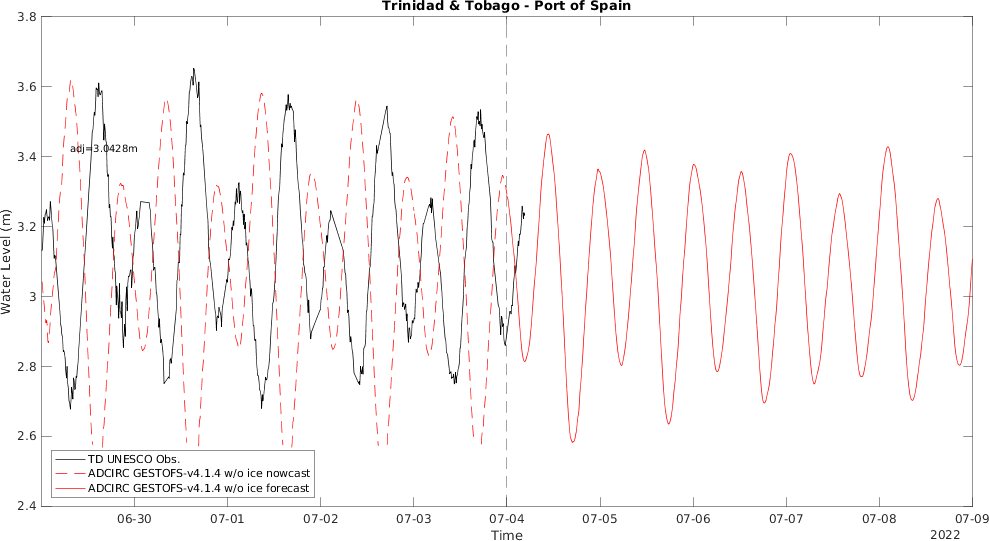 Trinidad & Tobago - Port of Spain
3.8
3.6
3.4
3.2
3
2.8
2.6
2.4
Water Level (m)
adj=3.0428m
TD UNESCO Obs.
ADCIRC GESTOFS-v4.1.4 w/o ice nowcast
ADCIRC GESTOFS-v4.1.4 w/o ice forecast
06-30 07-01 07-02 07-03 07-04 07-05 07-06 07-07 07-08 07-09
Time
2022